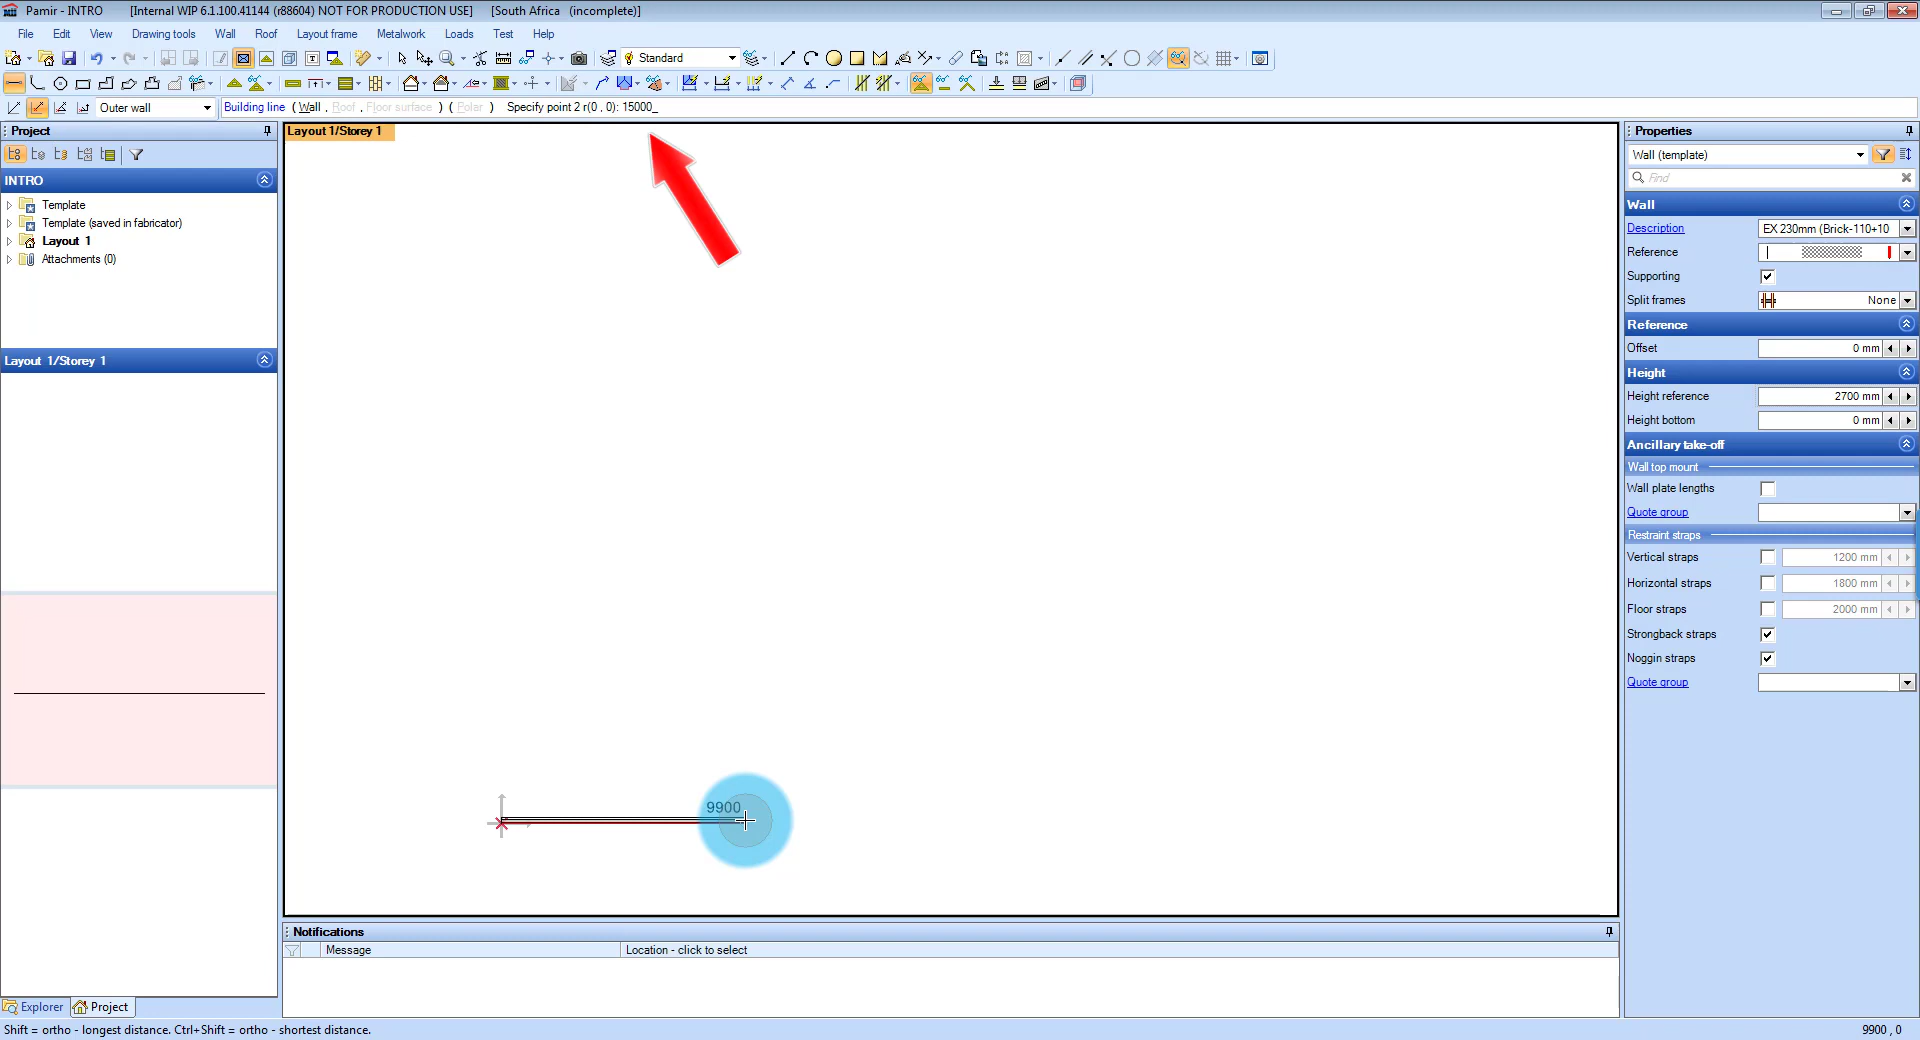 Pamir - INTRO [Internal WIP 6.1.100.41144 (r88604) NOT FOR PRODUCTION USE] [South Africa (incomplete)]
File Edit View Drawing tools Wall Roof Layout frame Metalwork Loads Test Help
Standard
Outer wall Building line ( Wall , Roof , Floor surface ) ( Polar ) Specify point 2 r(0 , 0): 15000_
Project
INTRO
Template
Template (saved in fabricator)
Layout 1
Attachments (0)
Layout 1/Storey 1
Explorer Project
Layout 1/Storey 1
9900
Notifications
Message Location - click to select
Properties
Wall (template)
Find
Wall
Description EX 230mm (Brick-110+10
Reference
Supporting
Split frames None
Reference
Offset 0 mm
Height
Height reference 2700 mm
Height bottom 0 mm
Ancillary take-off
Wall top mount
Wall plate lengths
Quote group
Restraint straps
Vertical straps 1200 mm
Horizontal straps 1800 mm
Floor straps 2000 mm
Strongback straps
Noggin straps
Quote group
Shift = ortho - longest distance. Ctrl+Shift = ortho - shortest distance. 9900 , 0